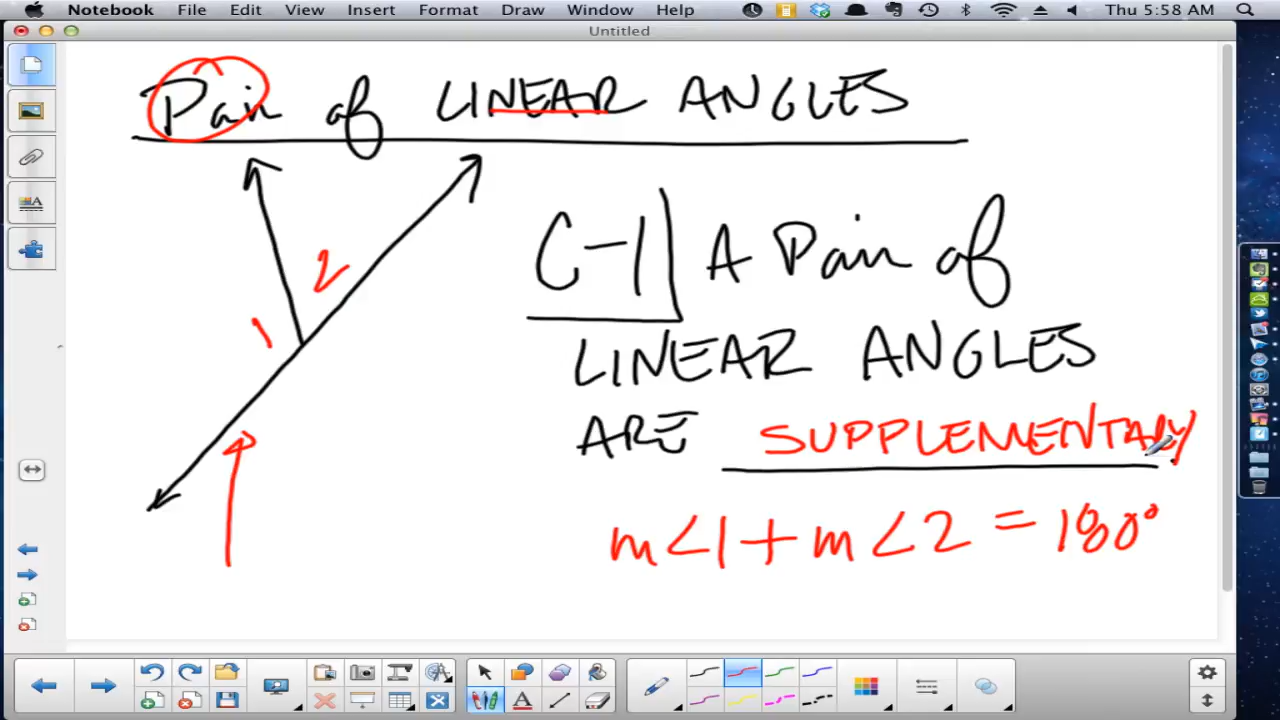 Notebook File Edit View Insert Format Draw Window Help Thu 5:58 AM
Untitled
Pair of LINEAR ANGLES
1
2
C-1 A Pair of
LINEAR ANGLES
ARE SUPPLEMENTARY
m∠1 + m∠2 = 180°